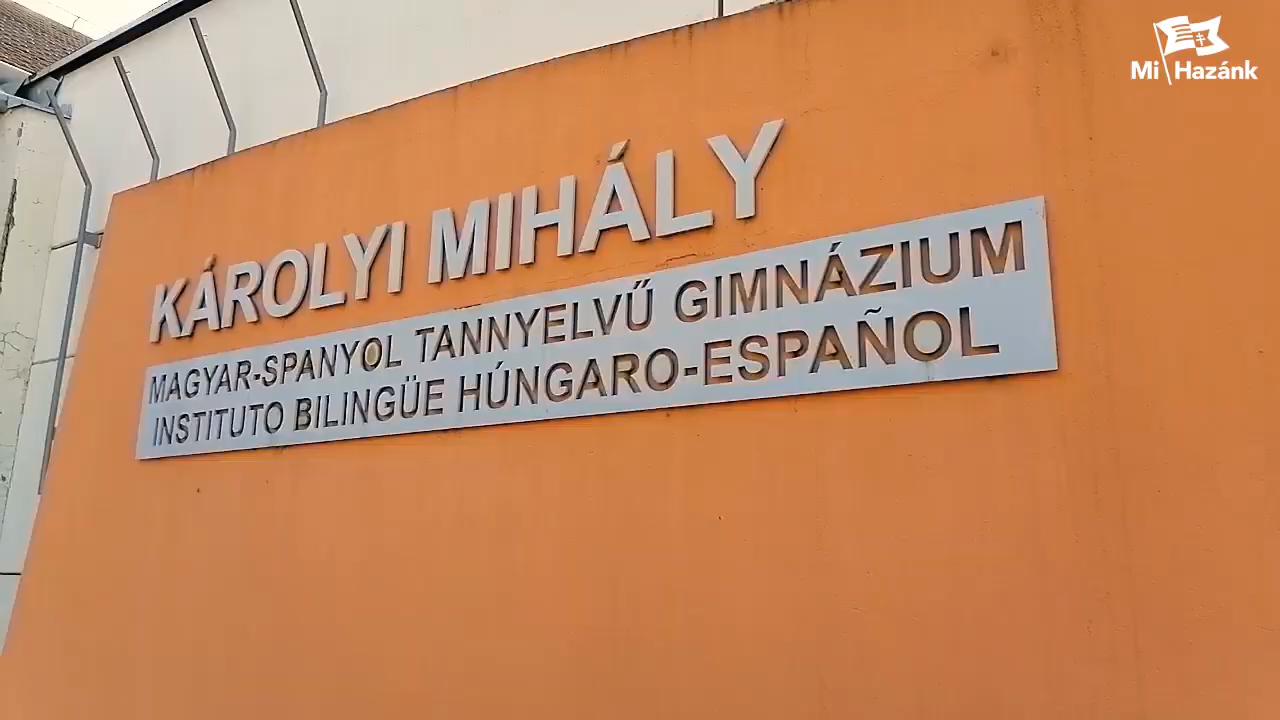 Mi Hazánk
KÁROLYI MIHÁLY
MAGYAR-SPANYOL TANNYELVŰ GIMNÁZIUM
INSTITUTO BILINGÜE HÚNGARO-ESPAÑOL